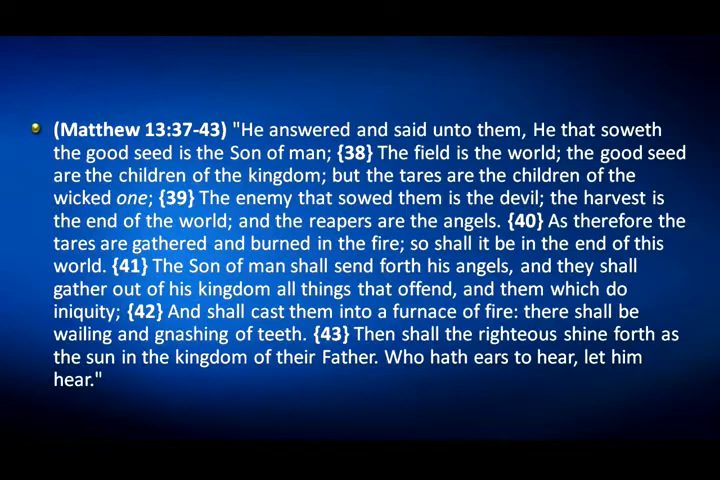 (Matthew 13:37-43) "He answered and said unto them, He that soweth
the good seed is the Son of man; {38} The field is the world; the good seed
are the children of the kingdom; but the tares are the children of the
wicked one; {39} The enemy that sowed them is the devil; the harvest is
the end of the world; and the reapers are the angels. {40} As therefore the
tares are gathered and burned in the fire; so shall it be in the end of this
world. {41} The Son of man shall send forth his angels, and they shall
gather out of his kingdom all things that offend, and them which do
iniquity; {42} And shall cast them into a furnace of fire: there shall be
wailing and gnashing of teeth. {43} Then shall the righteous shine forth as
the sun in the kingdom of their Father. Who hath ears to hear, let him
hear."